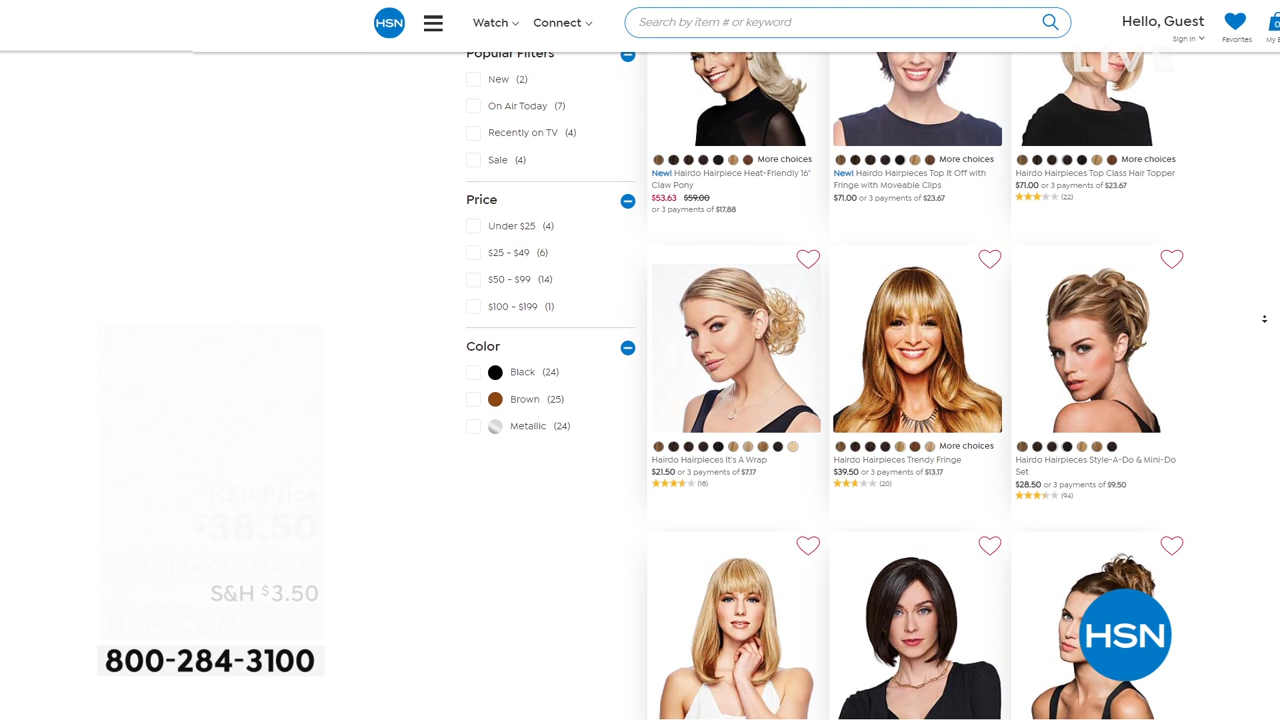 HSN
Watch
Connect
Search by item # or keyword
Hello, Guest
Sign In
Favorites
LIVE
Popular Filters
New (2)
On Air Today (7)
Recently on TV (4)
Sale (4)
Price
Under $25 (4)
$25 - $49 (6)
$50 - $99 (14)
$100 - $199 (1)
Color
Black (24)
Brown (25)
Metallic (24)
More choices
New! Hairdo Hairpiece Heat-Friendly 16"
Claw Pony
$53.63 $59.00
or 3 payments of $17.88
More choices
New! Hairdo Hairpieces Top It Off with
Fringe with Moveable Clips
$71.00 or 3 payments of $23.67
More choices
Hairdo Hairpieces Top Class Hair Topper
$71.00 or 3 payments of $23.67
(22)
Hairdo Hairpieces It's A Wrap
$21.50 or 3 payments of $7.17
(16)
More choices
Hairdo Hairpieces Trendy Fringe
$39.50 or 3 payments of $13.17
(20)
Hairdo Hairpieces Style-A-Do & Mini-Do
Set
$28.50 or 3 payments of $9.50
(94)
HSN Price
$38.50
S&H $3.50
HSN.COM
800-284-3100
HSN